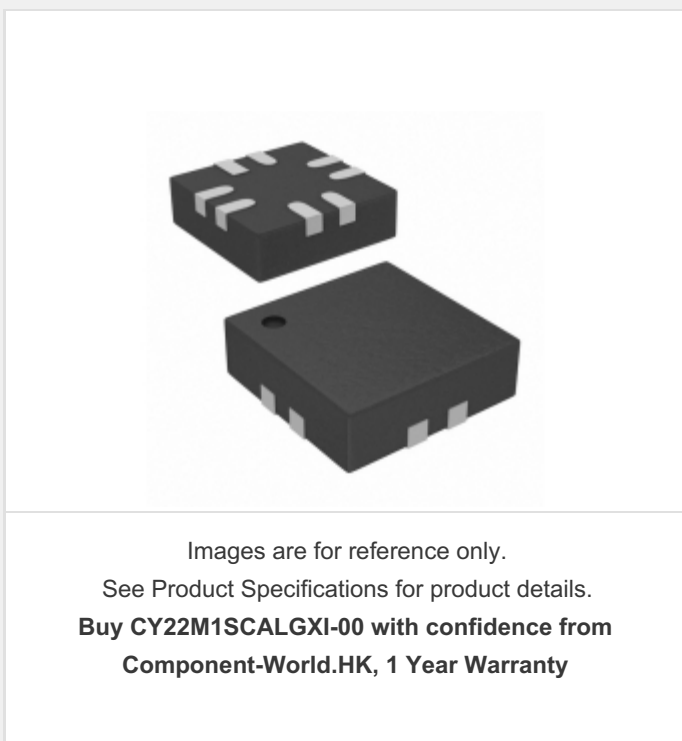 Images are for reference only.
See Product Specifications for product details.
Buy CY22M1SCALGXI-00 with confidence from
Component-World.HK, 1 Year Warranty